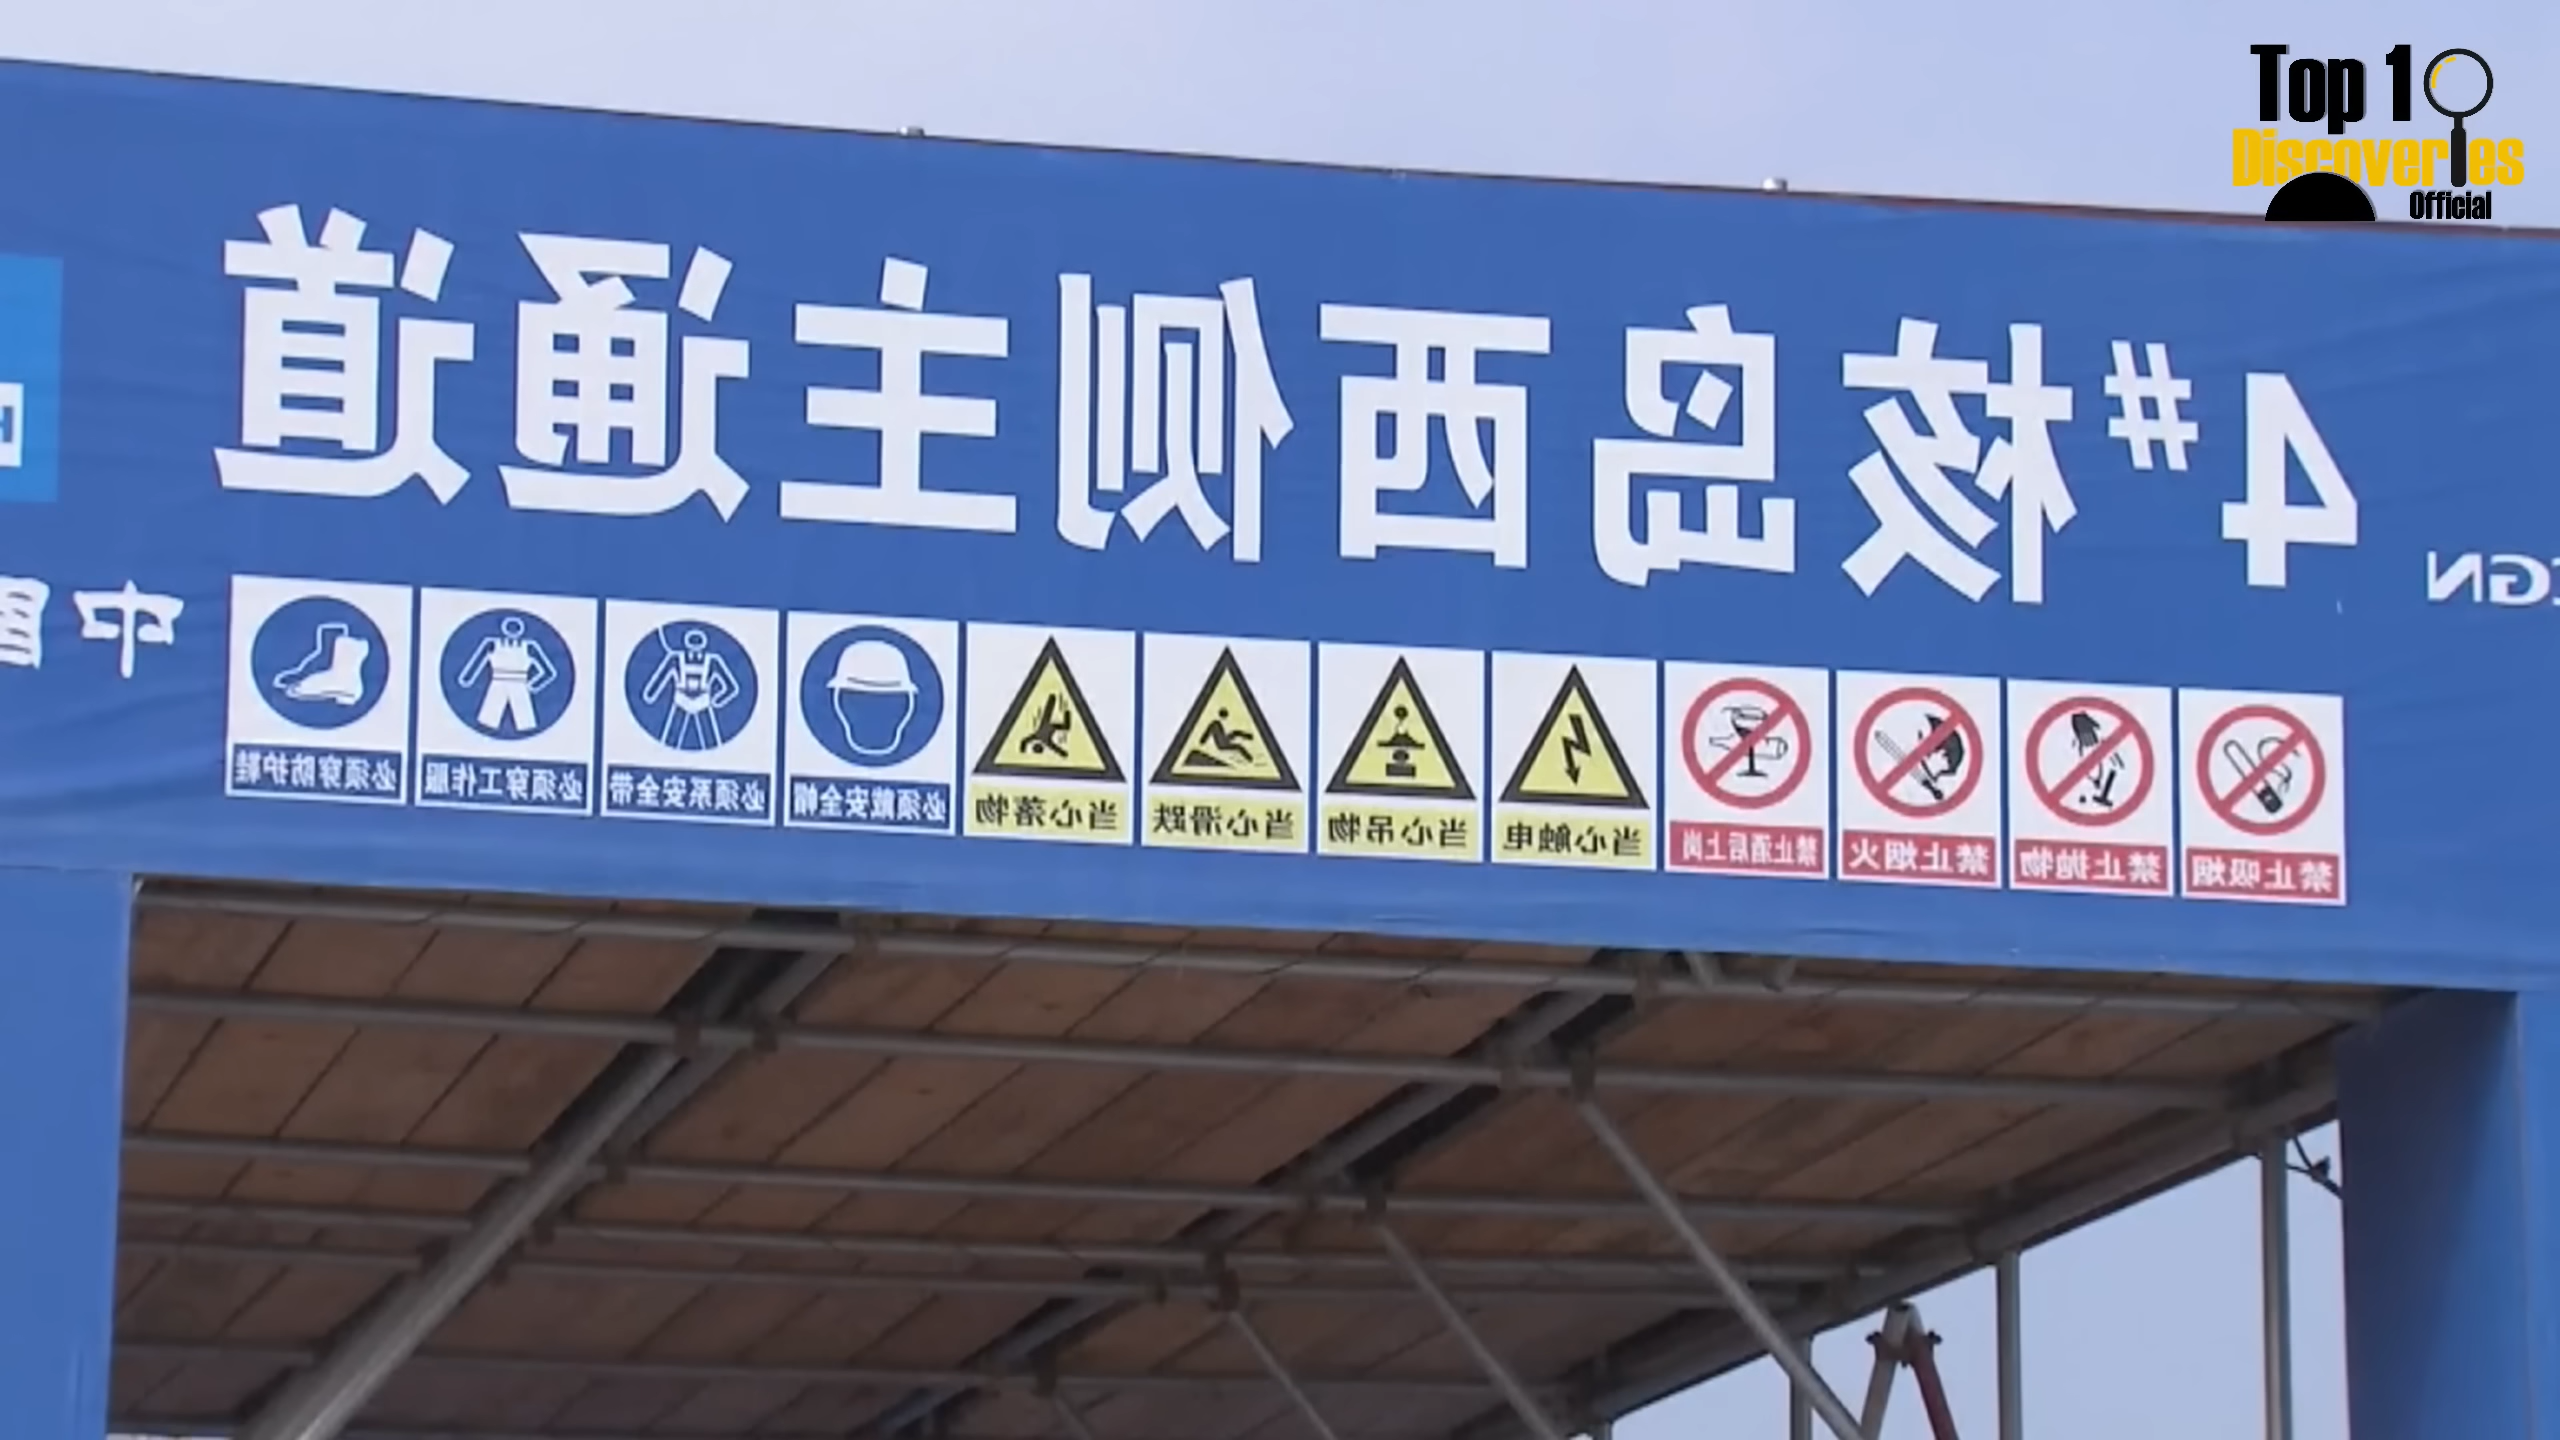 Top 10
Discoveries
Official
4#核岛西侧主通道
CGN
中国
禁止吸烟
禁止抛物
禁止烟火
禁止酒后上岗
当心触电
当心吊物
当心滑跌
当心落物
必须戴安全帽
必须系安全带
必须穿工作服
必须穿防护鞋